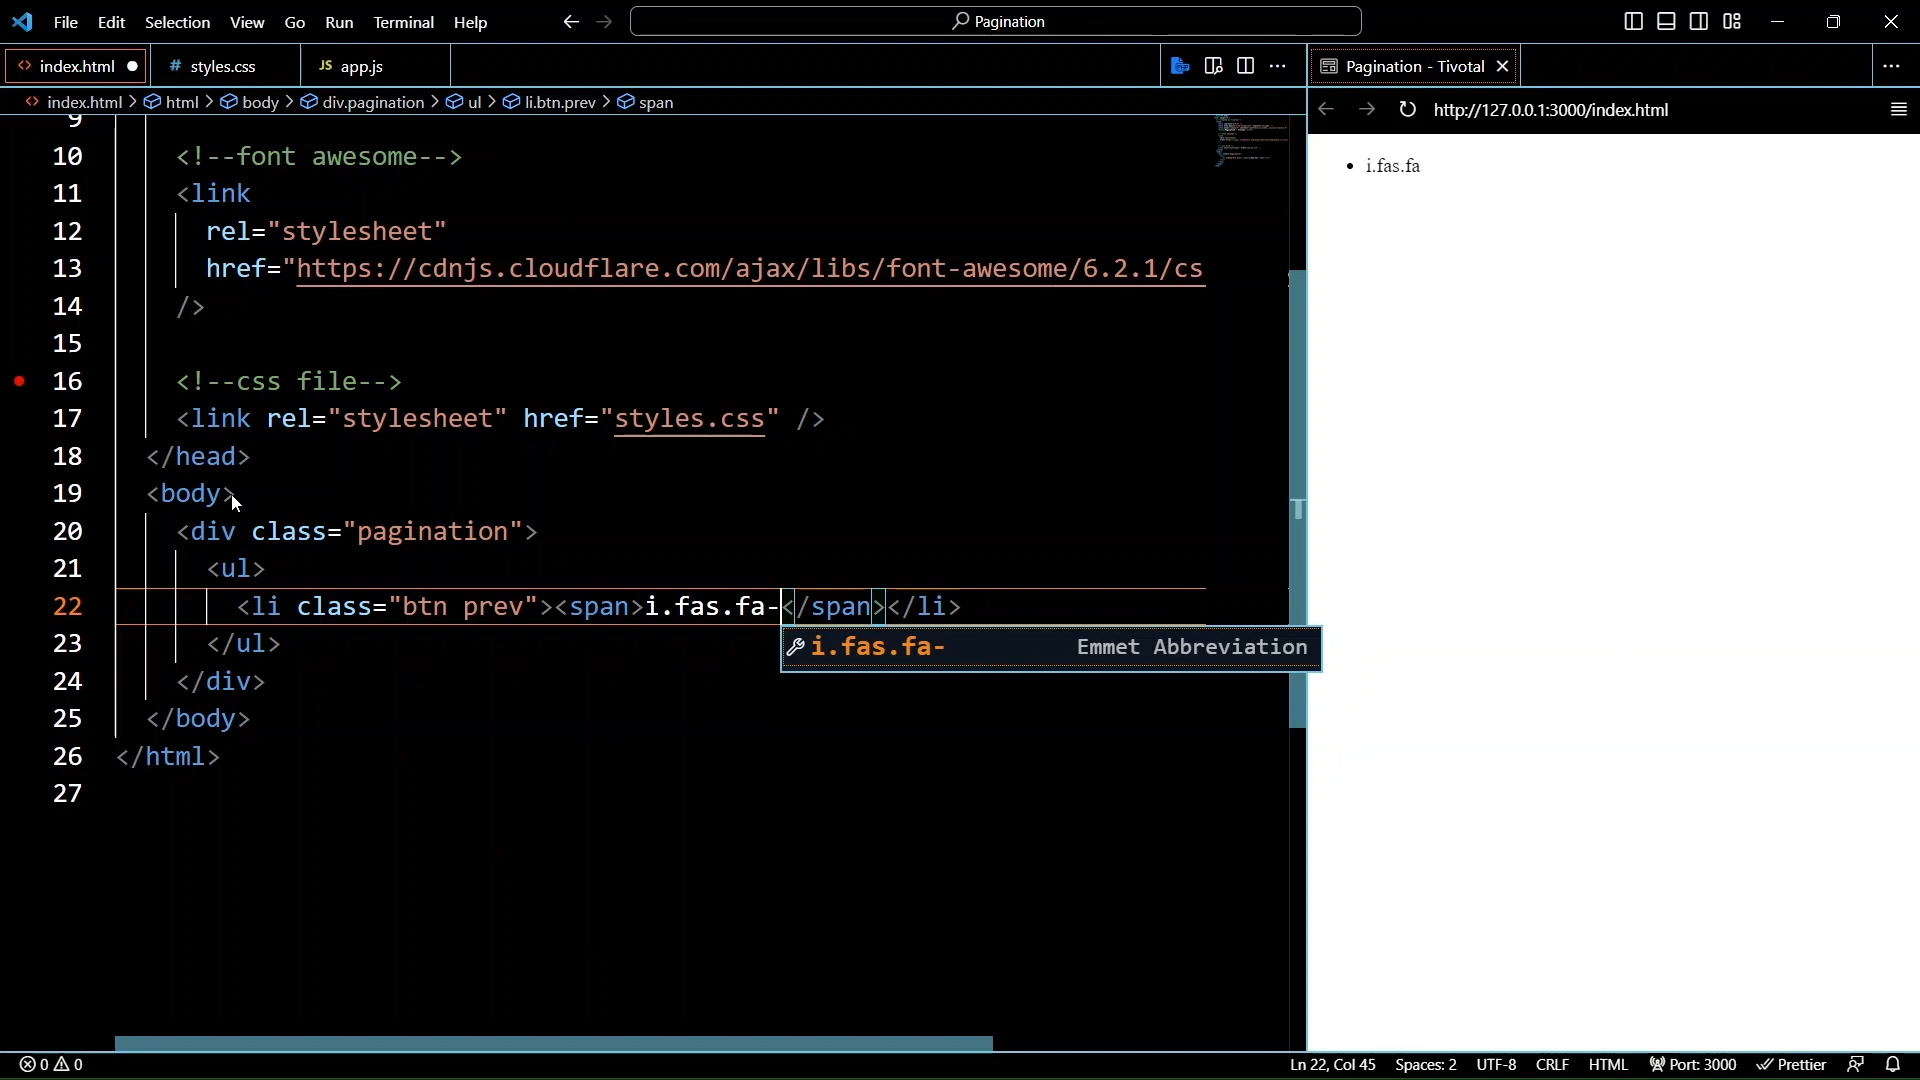 File Edit Selection View Go Run Terminal Help
Pagination
index.html
# styles.css
JS app.js
Pagination - Tivotal
index.html > html > body > div.pagination > ul > li.btn.prev > span
http://127.0.0.1:3000/index.html
9
10 <!--font awesome-->
11 <link
12 rel="stylesheet"
13 href="https://cdnjs.cloudflare.com/ajax/libs/font-awesome/6.2.1/cs
14 />
15
16 <!--css file-->
17 <link rel="stylesheet" href="styles.css" />
18 </head>
19 <body>
20 <div class="pagination">
21 <ul>
22 <li class="btn prev"><span>i.fas.fa-</span></li>
i.fas.fa- Emmet Abbreviation
23 </ul>
24 </div>
25 </body>
26 </html>
27
• i.fas.fa
0 0
Ln 22, Col 45 Spaces: 2 UTF-8 CRLF HTML Port: 3000 Prettier